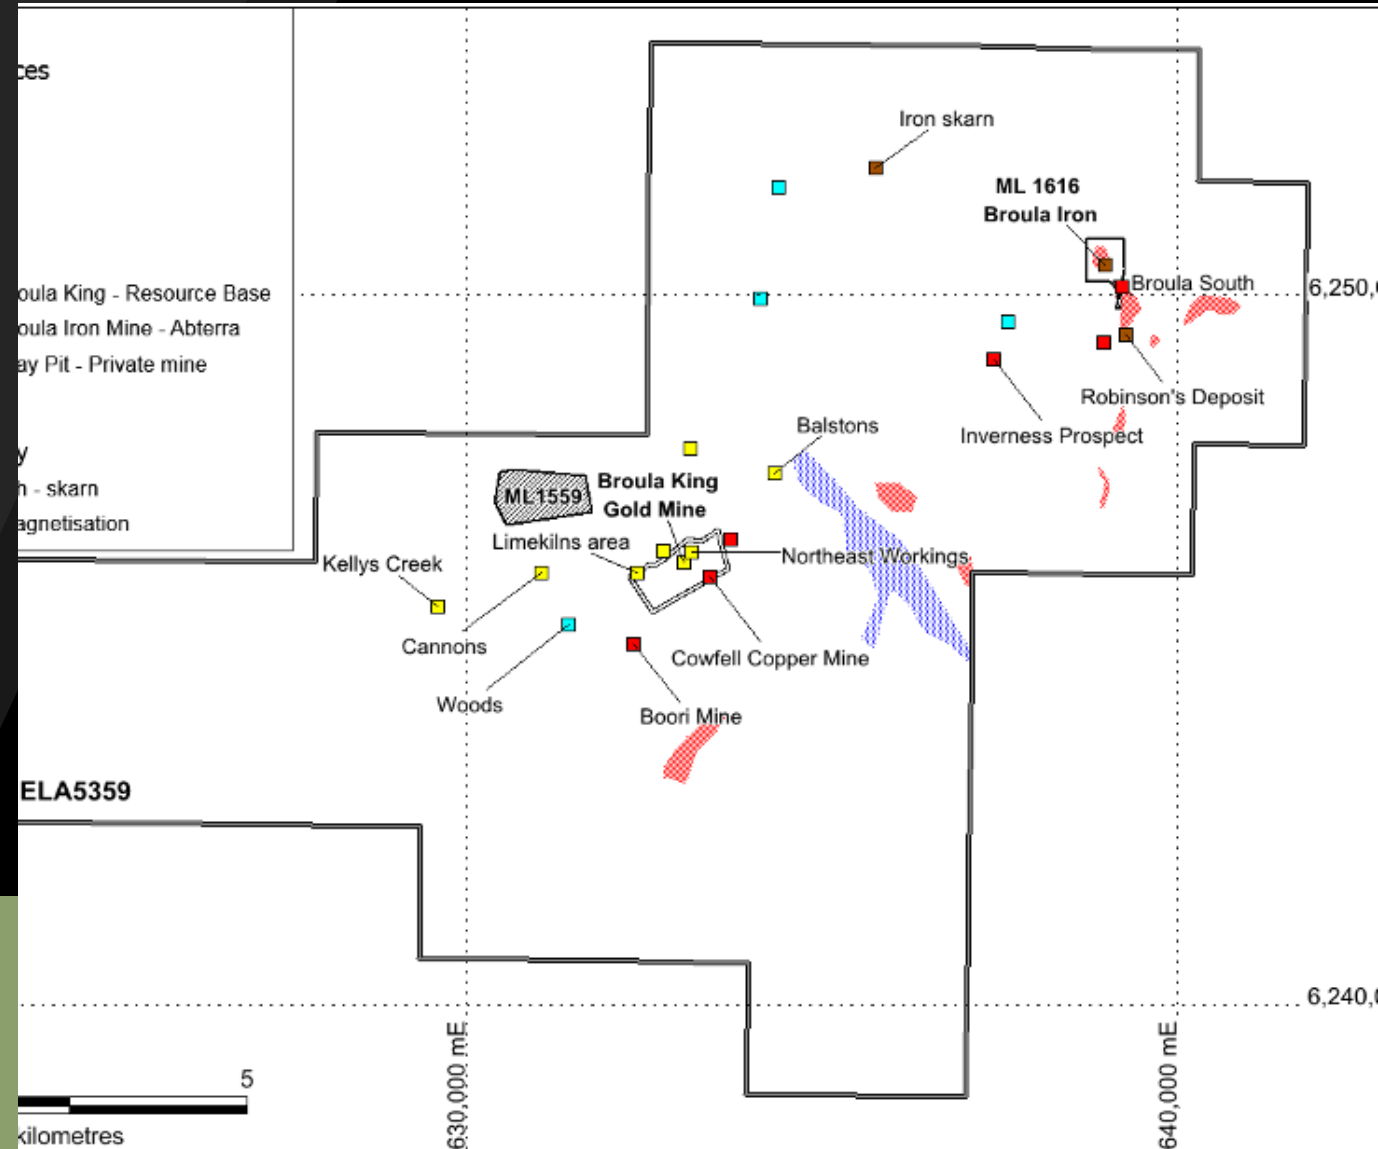 ces
Iron skarn
ML 1616
Broula Iron
Broula South
oula King - Resource Base
6,250,0
oula Iron Mine - Abterra
ay Pit - Private mine
Robinson's Deposit
Inverness Prospect
Balstons
y
h - skarn
agnetisation
ML1559
Broula King
Gold Mine
Limekilns area
Northeast Workings
Kellys Creek
Cannons
Cowfell Copper Mine
Woods
Boori Mine
ELA5359
6,240,0
630,000 mE
640,000 mE
5
kilometres